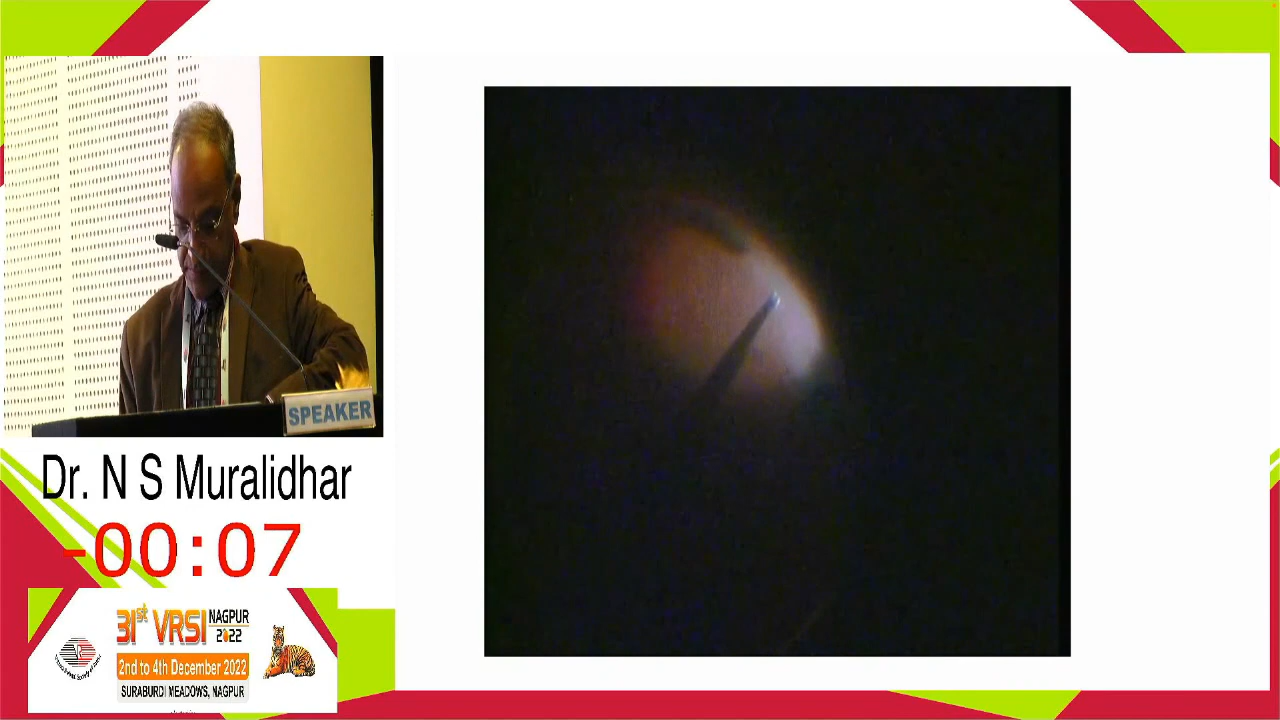 SPEAKER
Dr. N S Muralidhar
-00:07
31st VRSI NAGPUR 2022
2nd to 4th December 2022
SURABURDI MEADOWS, NAGPUR